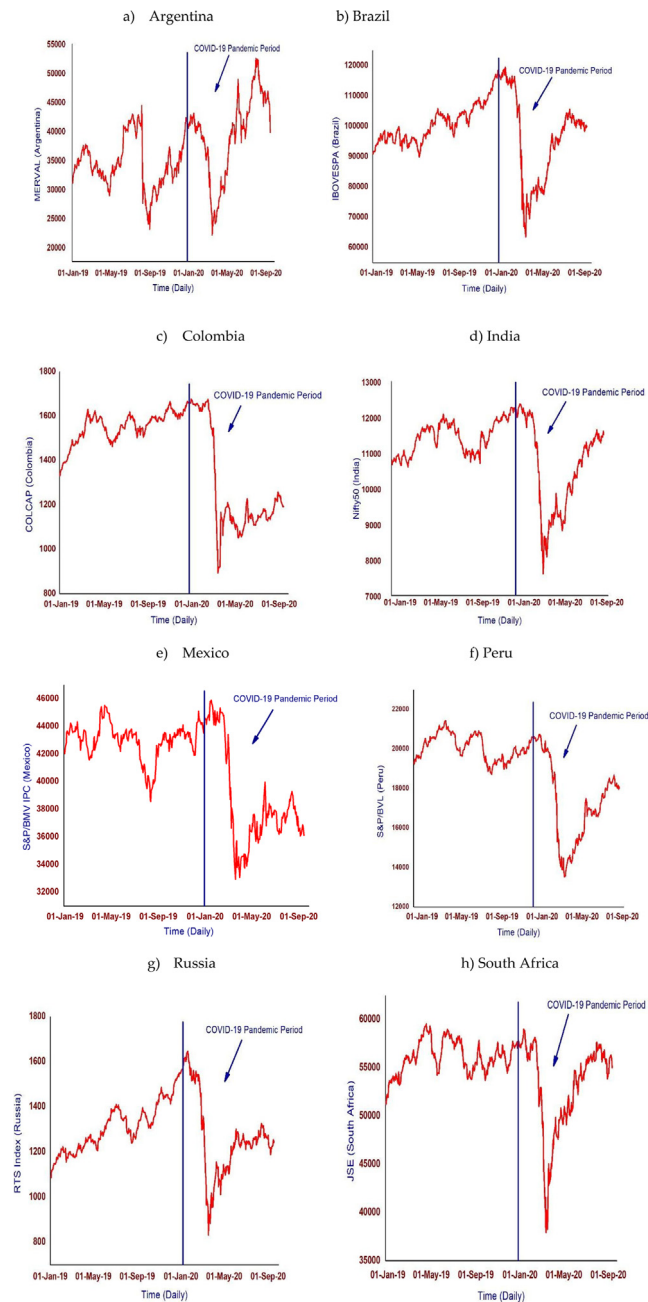 a) Argentina
b) Brazil
COVID-19 Pandemic Period
55000
50000
45000
40000
35000
30000
25000
20000
MERVAL (Argentina)
01-Jan-19 01-May-19 01-Sep-19 01-Jan-20 01-May-20 01-Sep-20
Time (Daily)
COVID-19 Pandemic Period
120000
110000
100000
90000
80000
70000
60000
IBOVESPA (Brazil)
01-Jan-19 01-May-19 01-Sep-19 01-Jan-20 01-May-20 01-Sep-20
Time (Daily)
c) Colombia
d) India
COVID-19 Pandemic Period
1800
1600
1400
1200
1000
800
COLCAP (Colombia)
01-Jan-19 01-May-19 01-Sep-19 01-Jan-20 01-May-20 01-Sep-20
Time (Daily)
COVID-19 Pandemic Period
13000
12000
11000
10000
9000
8000
7000
Nifty50 (India)
01-Jan-19 01-May-19 01-Sep-19 01-Jan-20 01-May-20 01-Sep-20
Time (Daily)
e) Mexico
f) Peru
COVID-19 Pandemic Period
46000
43000
40000
37000
34000
31000
S&P/BMV IPC (Mexico)
01-Jan-19 01-May-19 01-Sep-19 01-Jan-20 01-May-20 01-Sep-20
Time (Daily)
COVID-19 Pandemic Period
22000
20000
18000
16000
14000
12000
S&P/BVL (Peru)
01-Jan-19 01-May-19 01-Sep-19 01-Jan-20 01-May-20 01-Sep-20
Time (Daily)
g) Russia
h) South Africa
COVID-19 Pandemic Period
1800
1600
1400
1200
1000
800
RTS Index (Russia)
01-Jan-19 01-May-19 01-Sep-19 01-Jan-20 01-May-20 01-Sep-20
Time (Daily)
COVID-19 Pandemic Period
60000
55000
50000
45000
40000
35000
JSE (South Africa)
01-Jan-19 01-May-19 01-Sep-19 01-Jan-20 01-May-20 01-Sep-20
Time (Daily)